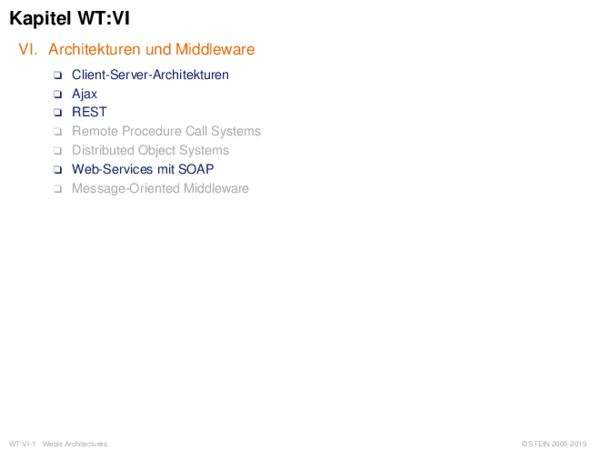 Kapitel WT:VI
VI. Architekturen und Middleware
❑ Client-Server-Architekturen
❑ Ajax
❑ REST
❑ Remote Procedure Call Systems
❑ Distributed Object Systems
❑ Web-Services mit SOAP
❑ Message-Oriented Middleware
WT:VI-1 Webis Architectures © STEIN 2005-2019